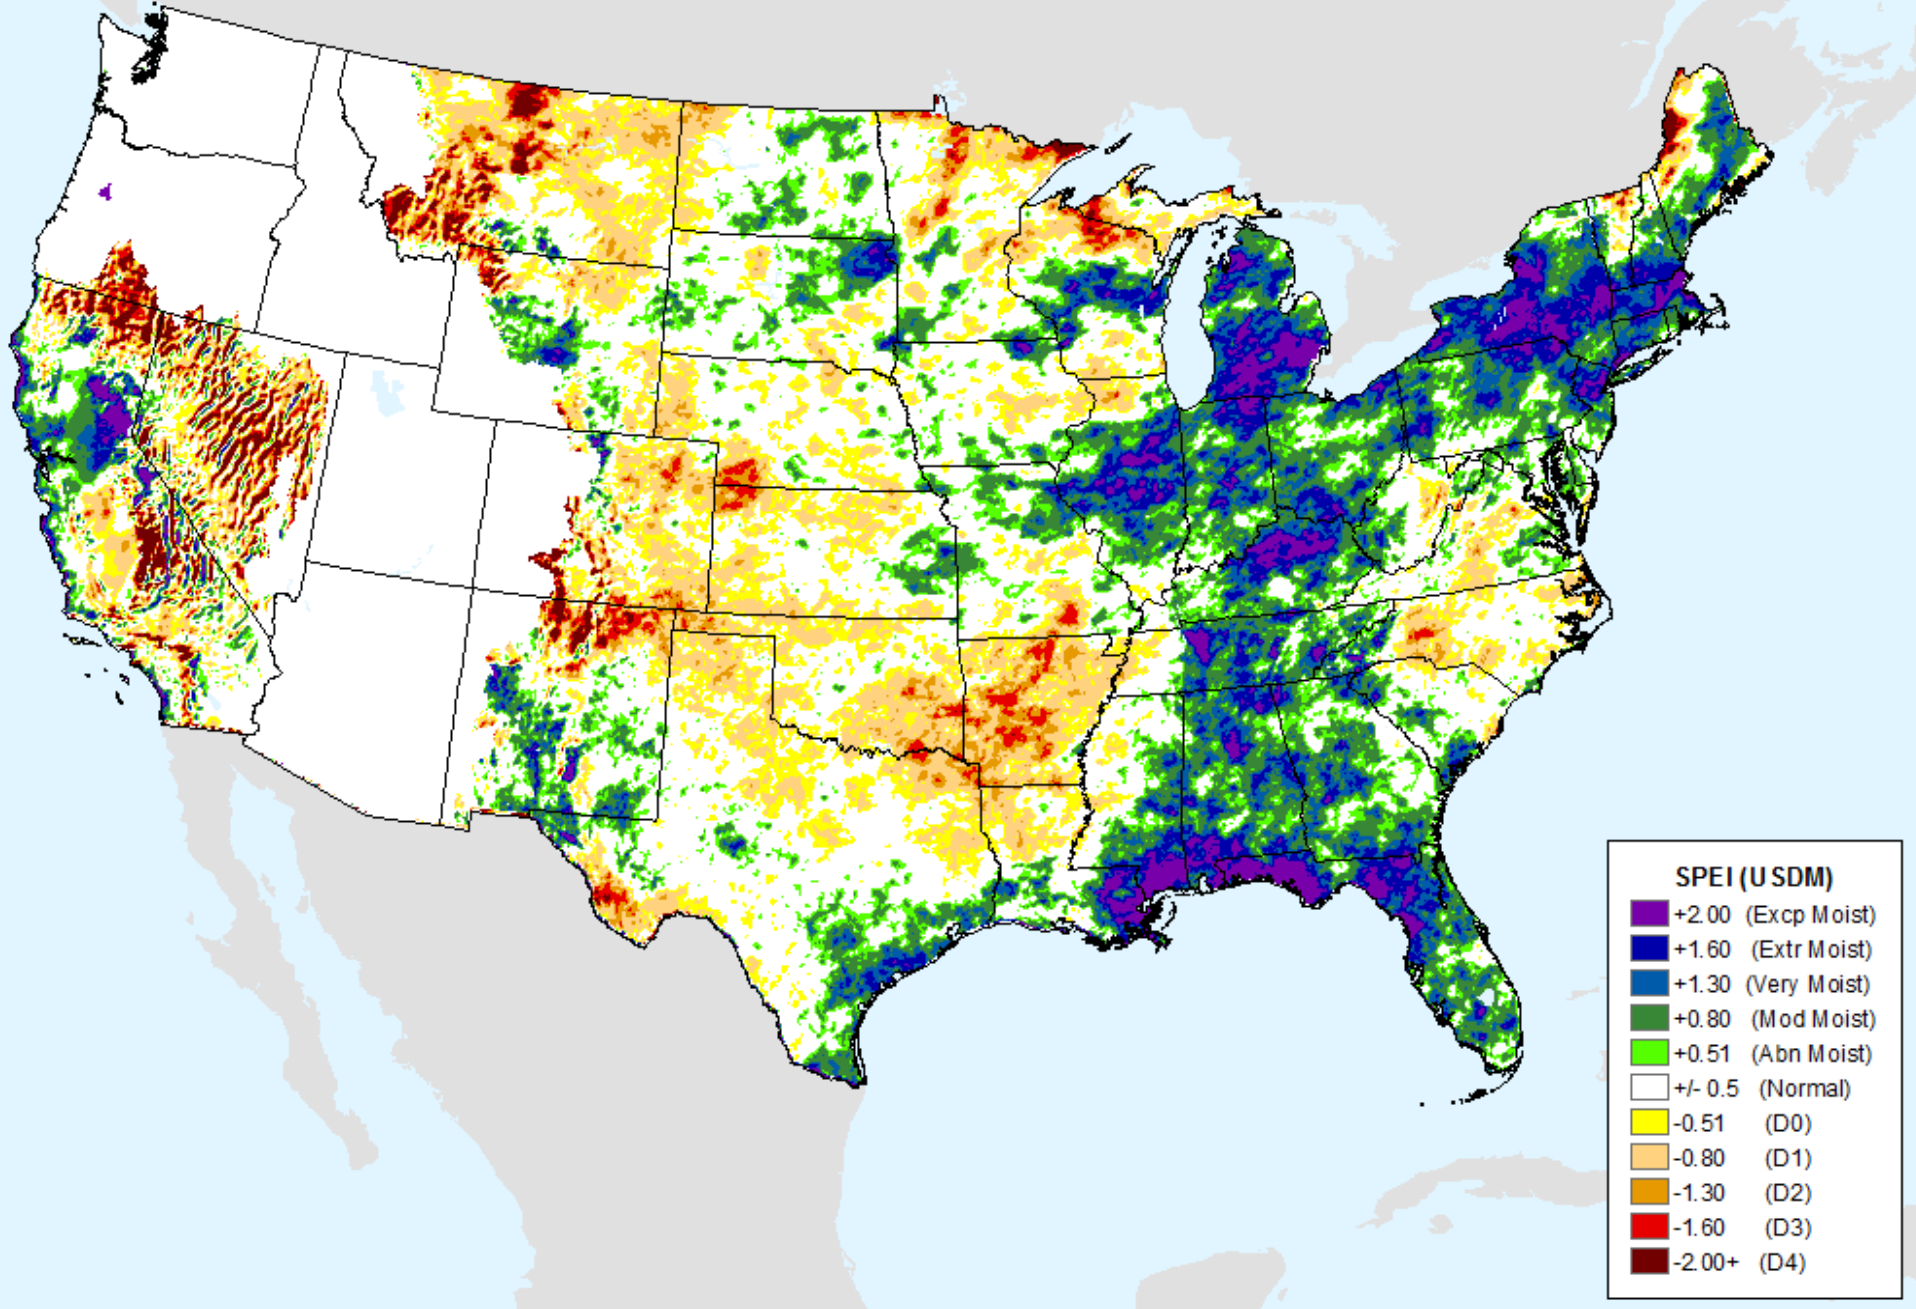 SPEI (USDM)
+2.00 (Excp Moist)
+1.60 (Extr Moist)
+1.30 (Very Moist)
+0.80 (Mod Moist)
+0.51 (Abn Moist)
+/- 0.5 (Normal)
-0.51 (D0)
-0.80 (D1)
-1.30 (D2)
-1.60 (D3)
-2.00+ (D4)